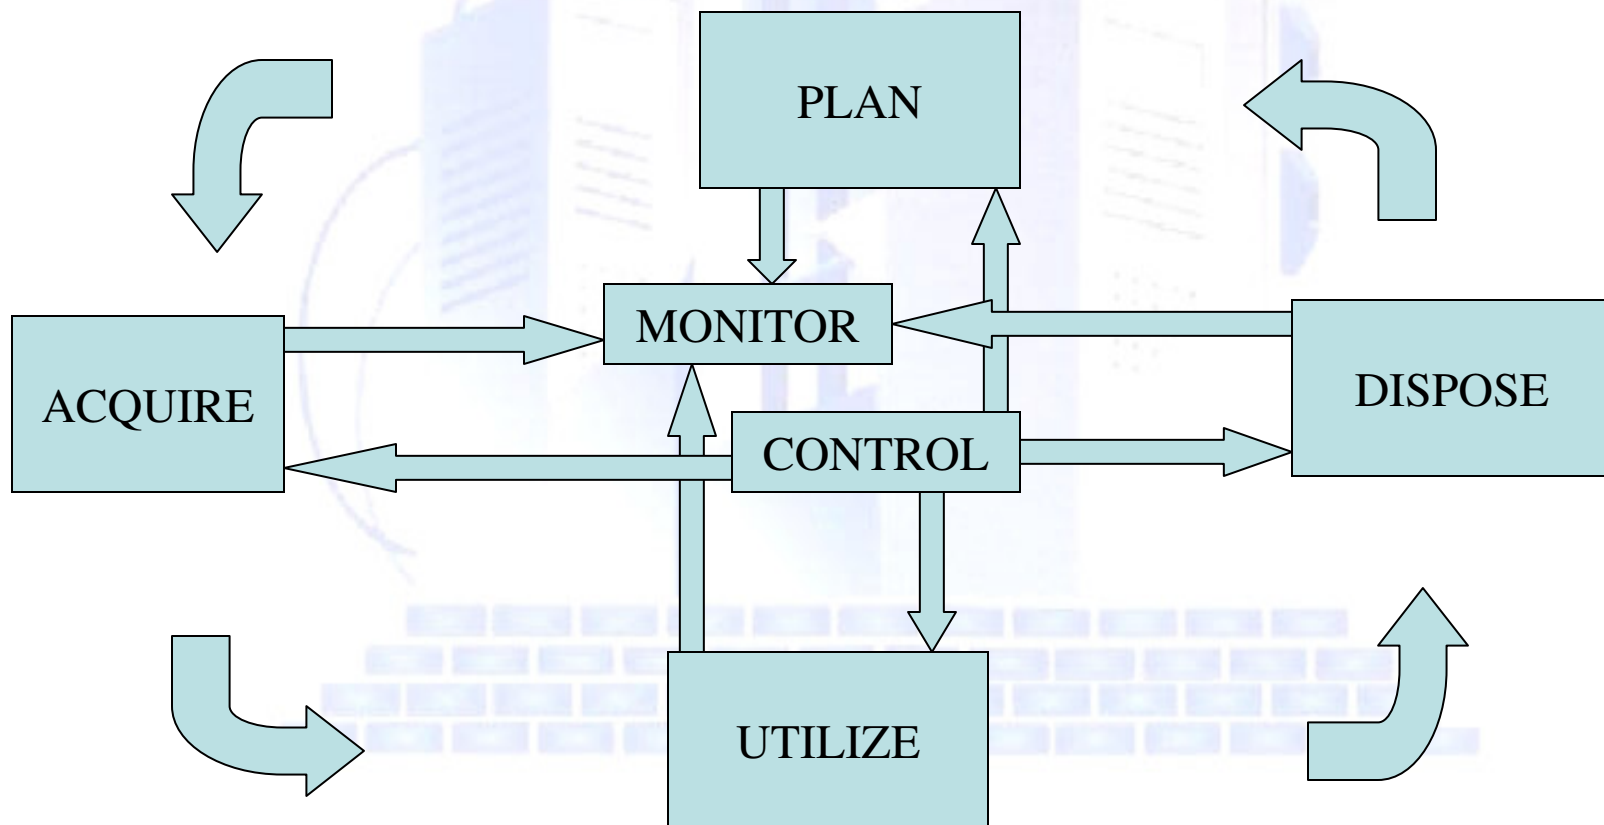 PLAN
MONITOR
ACQUIRE
DISPOSE
CONTROL
UTILIZE